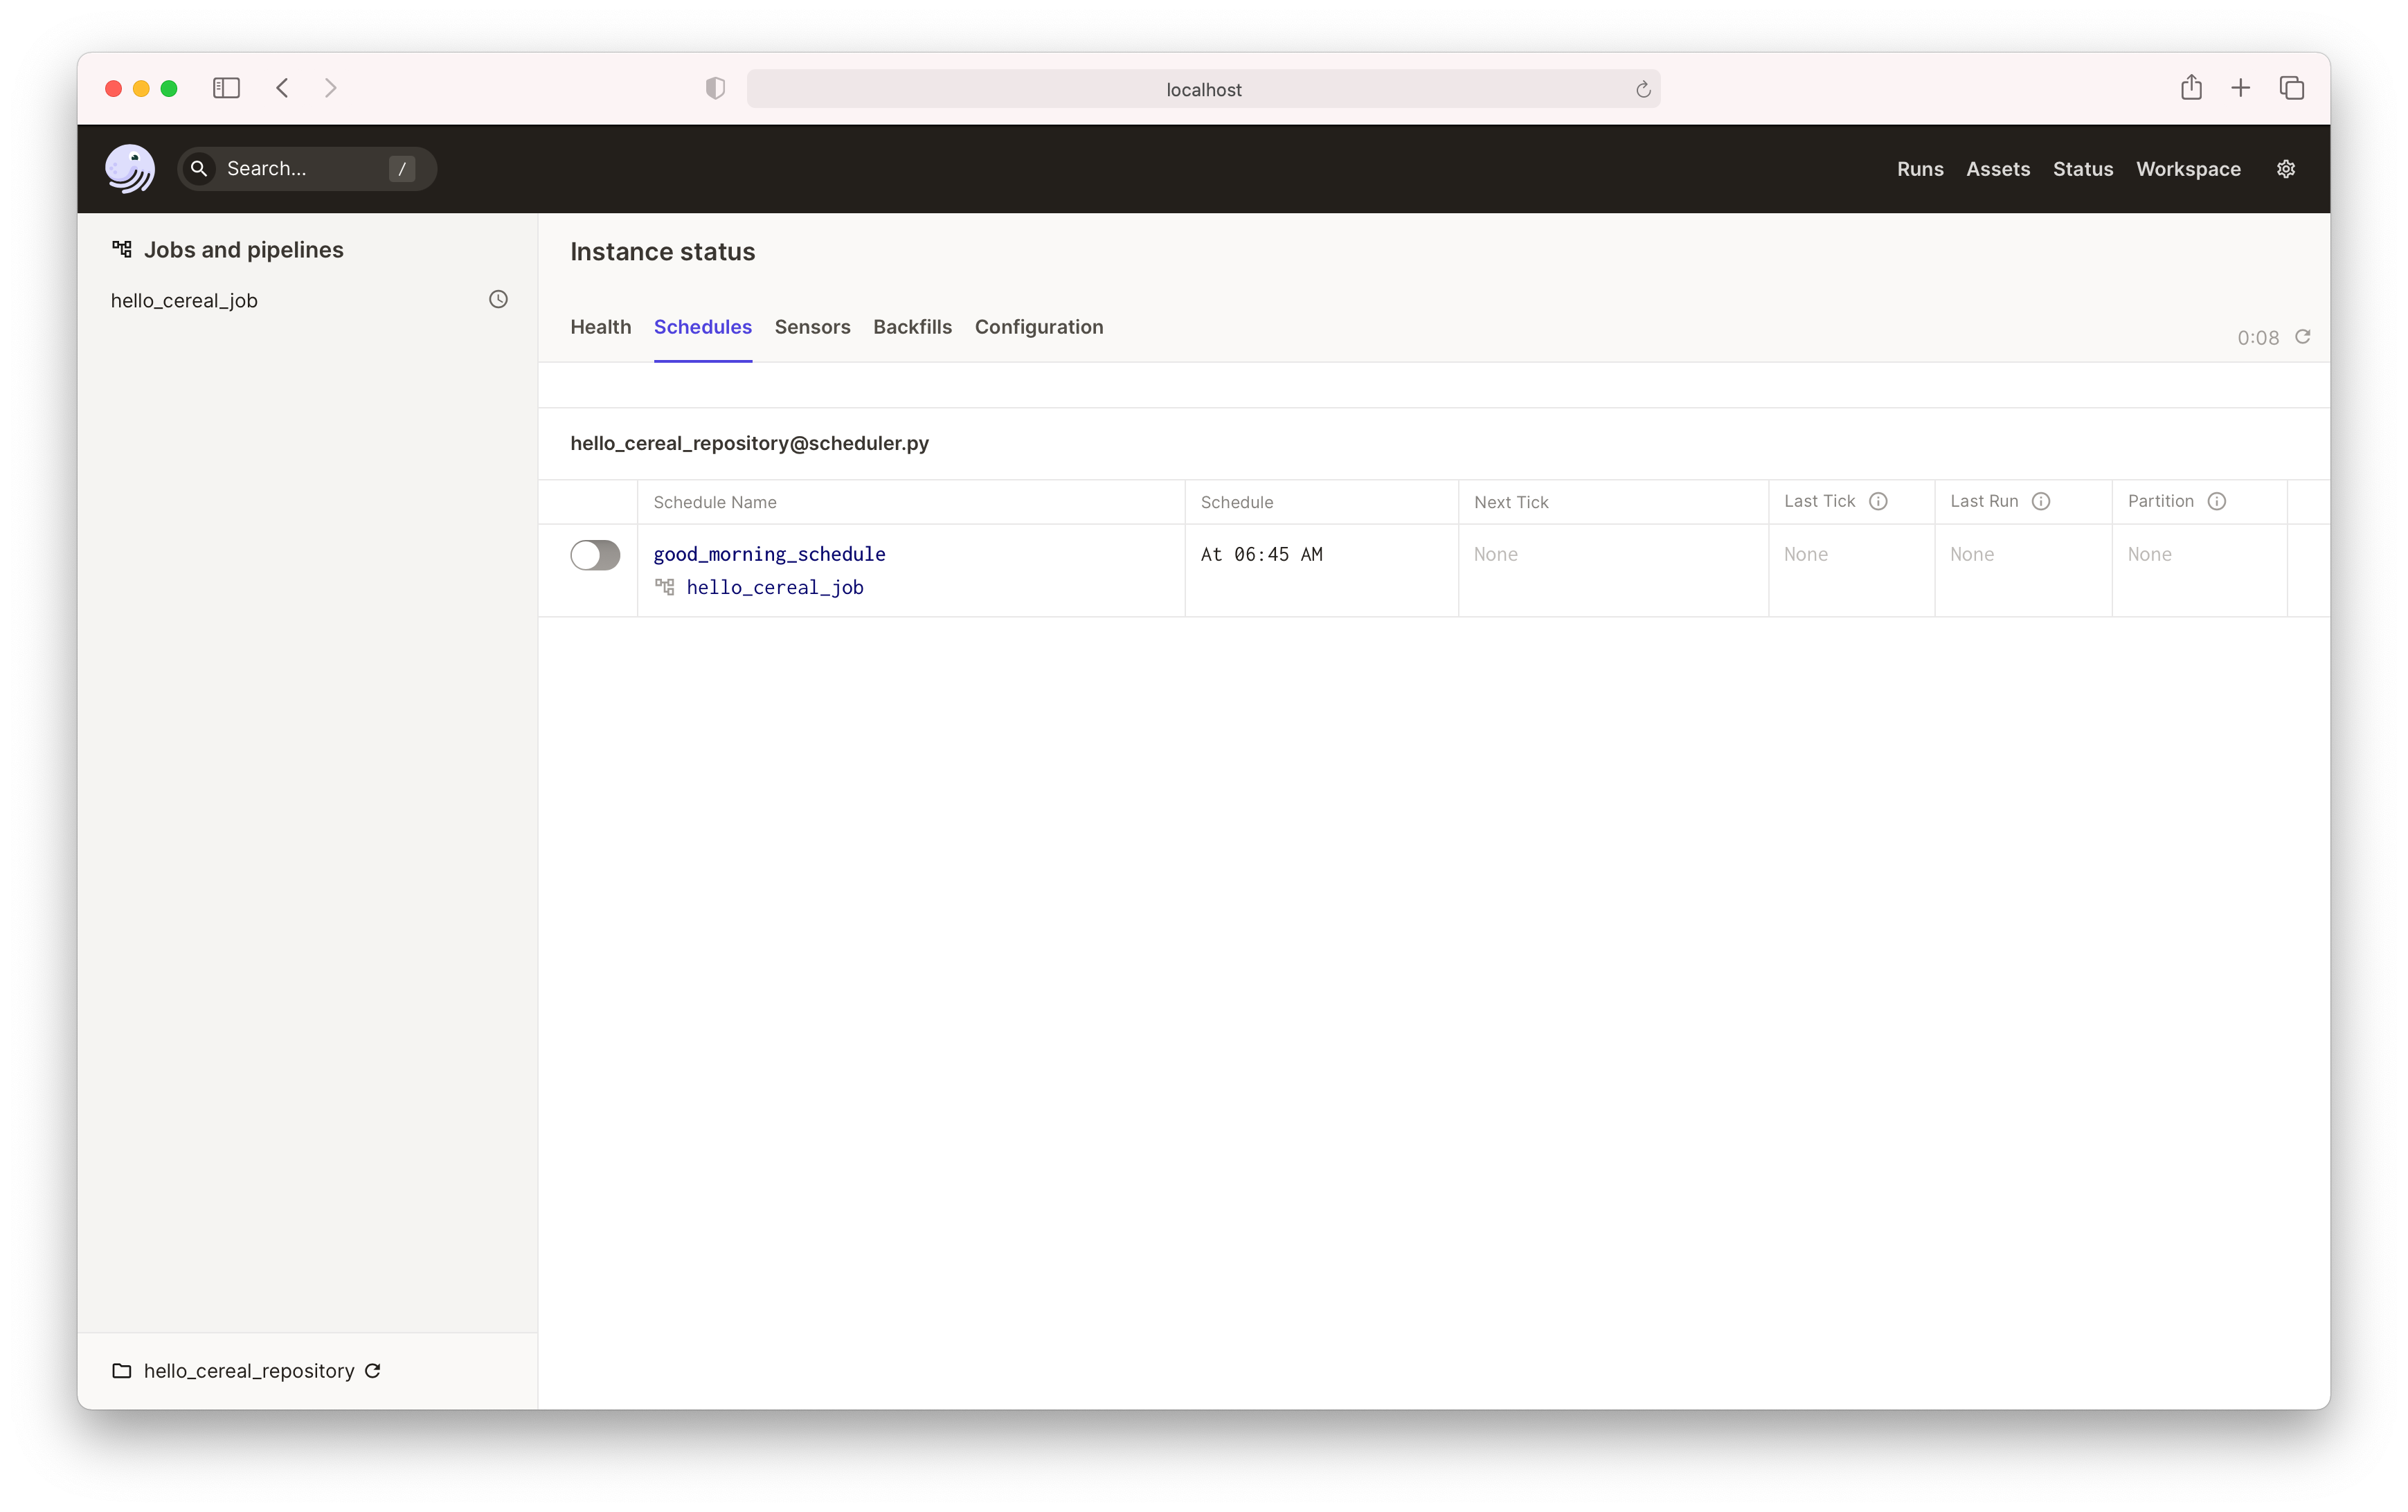 localhost
Search... /
Runs Assets Status Workspace
Jobs and pipelines
hello_cereal_job
Instance status
Health Schedules Sensors Backfills Configuration
0:08
hello_cereal_repository@scheduler.py
Schedule Name Schedule Next Tick Last Tick Last Run Partition
good_morning_schedule At 06:45 AM None None None None
hello_cereal_job
hello_cereal_repository